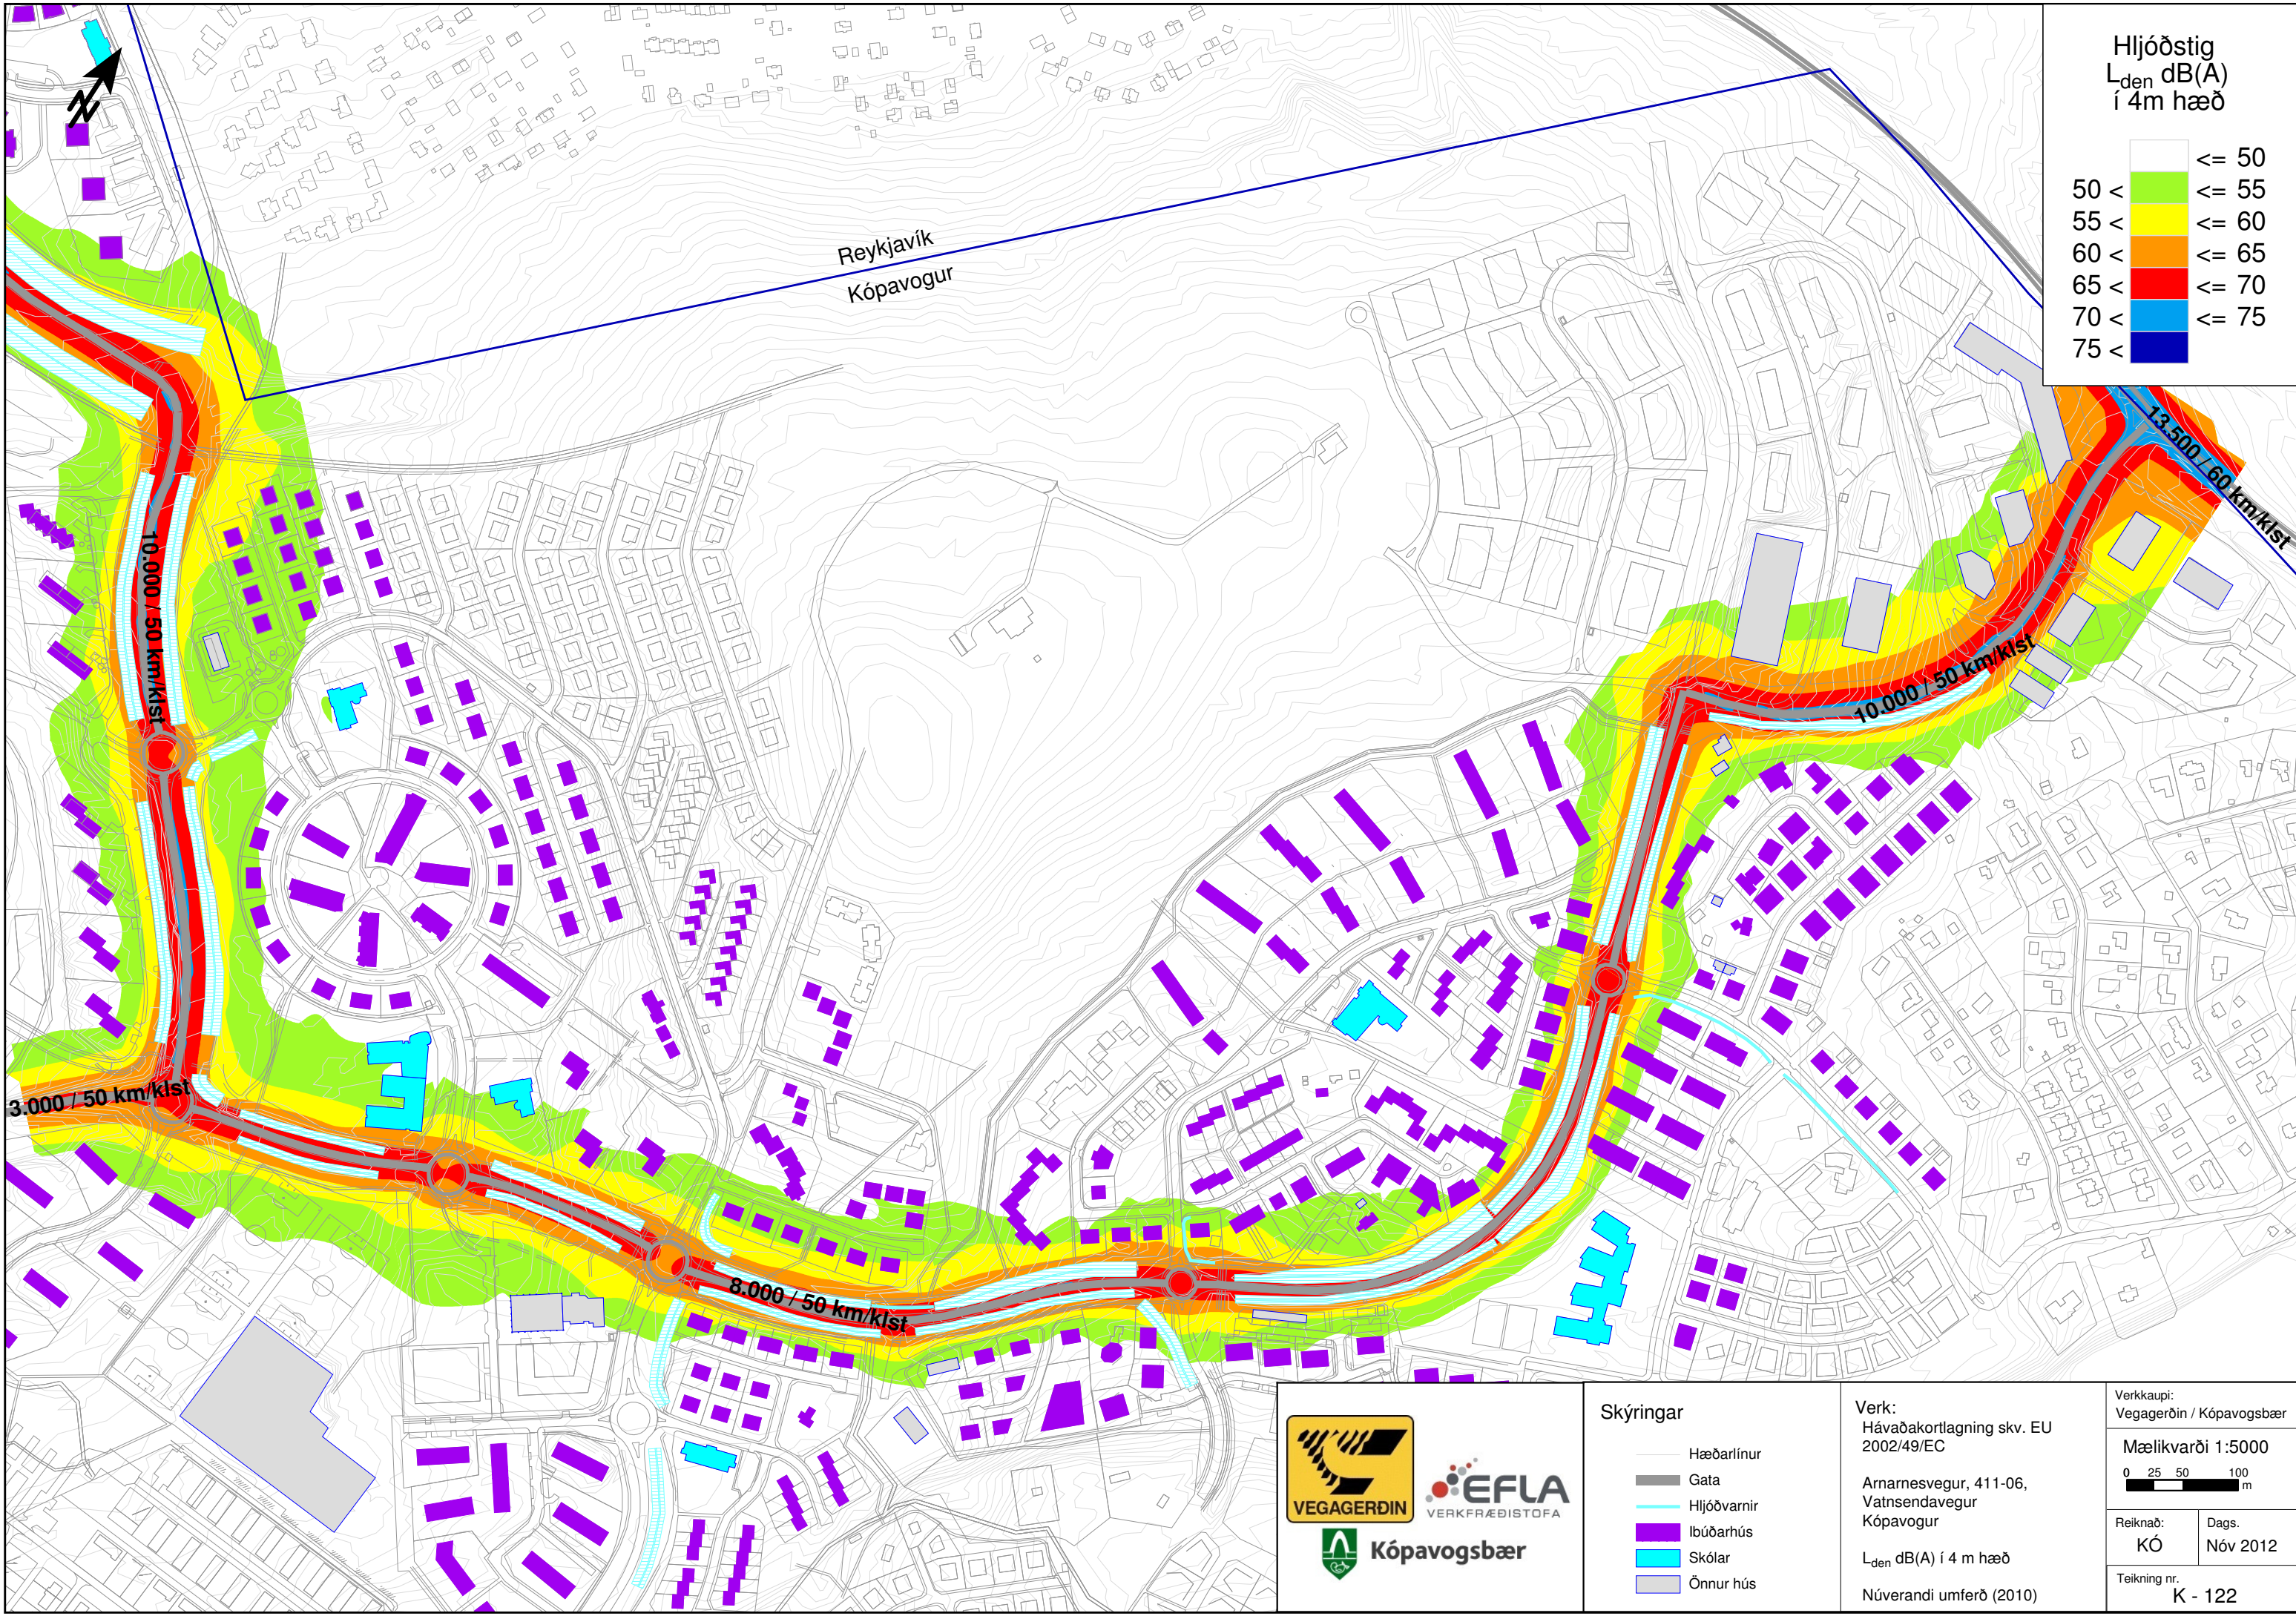 Hljóðstig
Lden dB(A)
í 4m hæð
<= 50
50 < <= 55
55 < <= 60
60 < <= 65
65 < <= 70
70 < <= 75
75 <
Reykjavík
Kópavogur
13.500 / 60 km/klst
10.000 / 50 km/klst
10.000 / 50 km/klst
3.000 / 50 km/klst
8.000 / 50 km/klst
VEGAGERÐIN
EFLA
VERKFRÆÐISTOFA
Kópavogsbær
Skýringar
Hæðarlínur
Gata
Hljóðvarnir
Ibúðarhús
Skólar
Önnur hús
Verk:
Hávaðakortlagning skv. EU
2002/49/EC
Arnarnesvegur, 411-06,
Vatnsendavegur
Kópavogur
Lden dB(A) í 4 m hæð
Núverandi umferð (2010)
Verkkaupi:
Vegagerðin / Kópavogsbær
Mælikvarði 1:5000
0 25 50 100
m
Reiknað:
KÓ
Dags.
Nóv 2012
Teikning nr.
K - 122